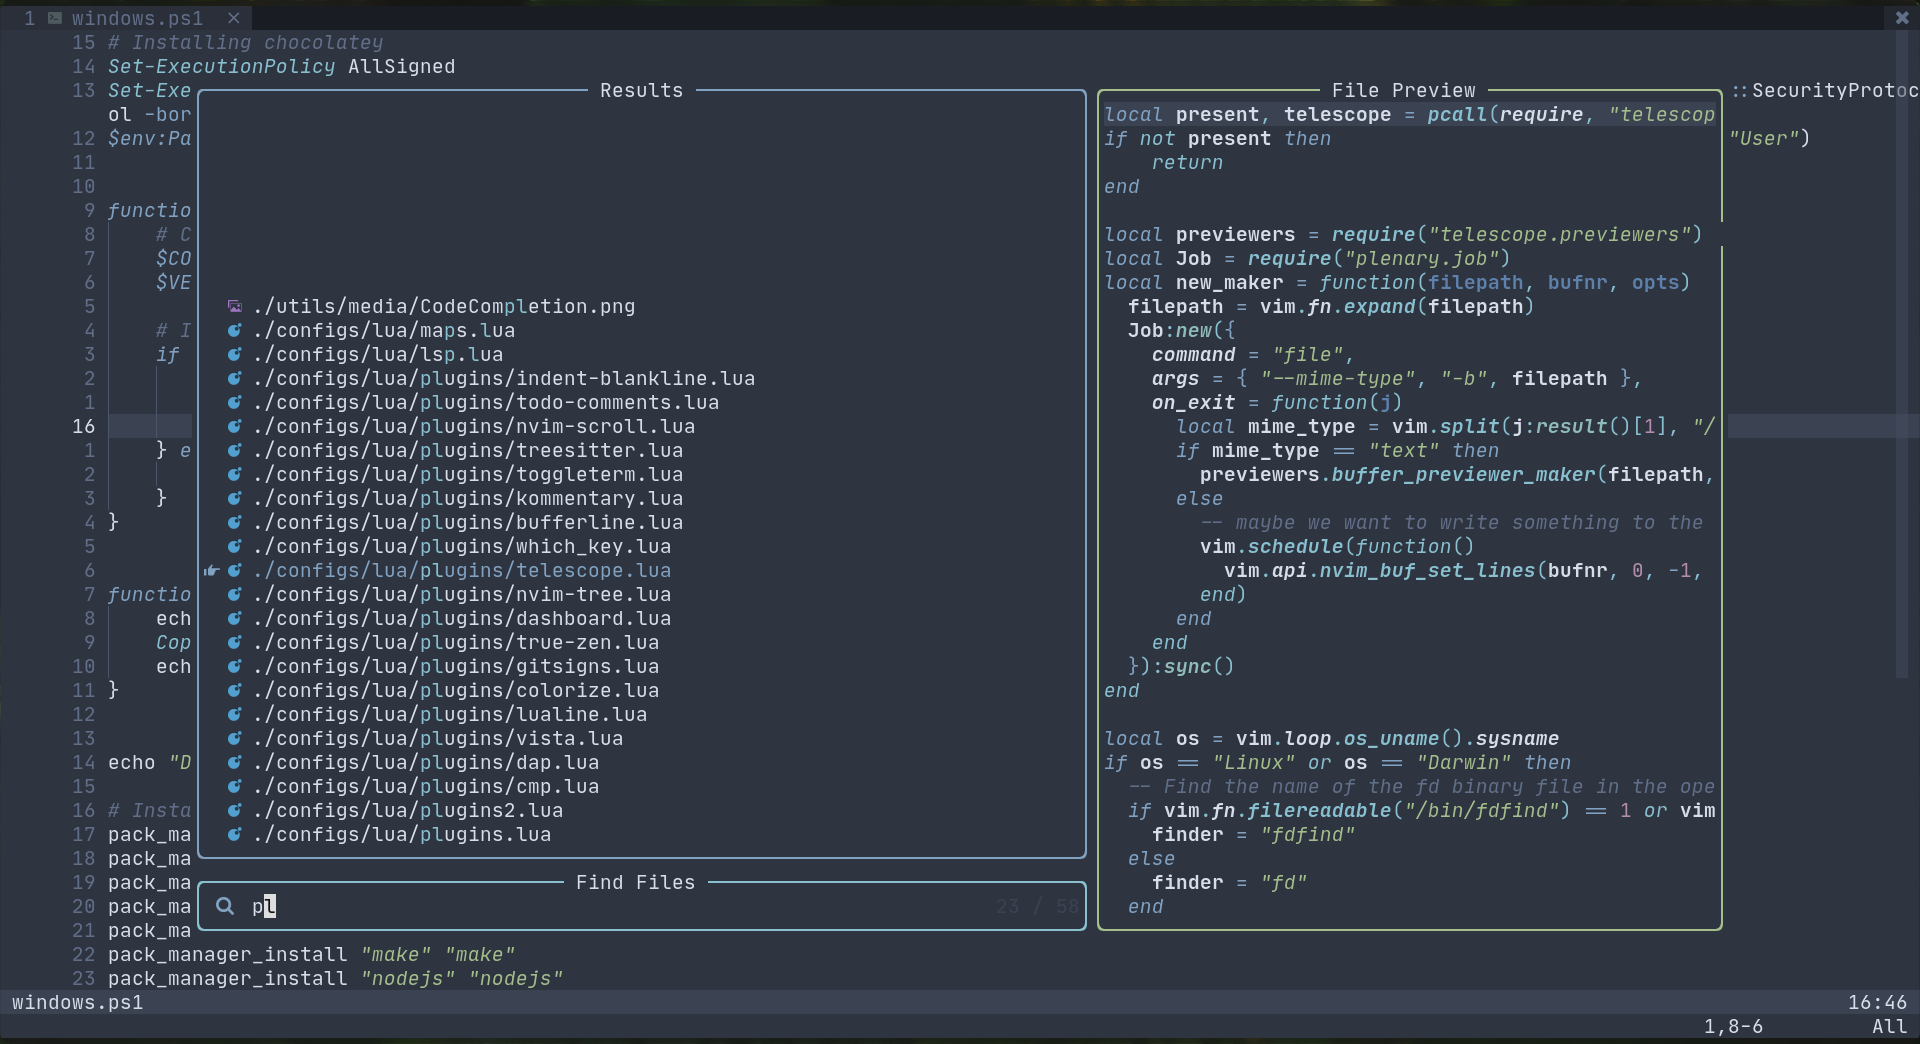 1 windows.ps1 ×
15 # Installing chocolatey
14 Set-ExecutionPolicy AllSigned
13 Set-Exe
::SecurityProtoc
ol -bor
12 $env:Pa
"User")
11
10
9 functio
8 # C
7 $CO
6 $VE
5
4 # I
3 if
2
1
16
1 } e
2
3 }
4 }
5
6
7 functio
8 ech
9 Cop
10 ech
11 }
12
13
14 echo "D
15
16 # Insta
17 pack_ma
18 pack_ma
19 pack_ma
20 pack_ma
21 pack_ma
22 pack_manager_install "make" "make"
23 pack_manager_install "nodejs" "nodejs"
Results
./utils/media/CodeCompletion.png
./configs/lua/maps.lua
./configs/lua/lsp.lua
./configs/lua/plugins/indent-blankline.lua
./configs/lua/plugins/todo-comments.lua
./configs/lua/plugins/nvim-scroll.lua
./configs/lua/plugins/treesitter.lua
./configs/lua/plugins/toggleterm.lua
./configs/lua/plugins/kommentary.lua
./configs/lua/plugins/bufferline.lua
./configs/lua/plugins/which_key.lua
./configs/lua/plugins/telescope.lua
./configs/lua/plugins/nvim-tree.lua
./configs/lua/plugins/dashboard.lua
./configs/lua/plugins/true-zen.lua
./configs/lua/plugins/gitsigns.lua
./configs/lua/plugins/colorize.lua
./configs/lua/plugins/lualine.lua
./configs/lua/plugins/vista.lua
./configs/lua/plugins/dap.lua
./configs/lua/plugins/cmp.lua
./configs/lua/plugins2.lua
./configs/lua/plugins.lua
Find Files
pl
23 / 58
File Preview
local present, telescope = pcall(require, "telescop
if not present then
return
end
local previewers = require("telescope.previewers")
local Job = require("plenary.job")
local new_maker = function(filepath, bufnr, opts)
filepath = vim.fn.expand(filepath)
Job:new({
command = "file",
args = { "--mime-type", "-b", filepath },
on_exit = function(j)
local mime_type = vim.split(j:result()[1], "/
if mime_type == "text" then
previewers.buffer_previewer_maker(filepath,
else
-- maybe we want to write something to the
vim.schedule(function()
vim.api.nvim_buf_set_lines(bufnr, 0, -1,
end)
end
end
}):sync()
end
local os = vim.loop.os_uname().sysname
if os == "Linux" or os == "Darwin" then
-- Find the name of the fd binary file in the ope
if vim.fn.filereadable("/bin/fdfind") == 1 or vim
finder = "fdfind"
else
finder = "fd"
end
windows.ps1
16:46
1,8-6
All